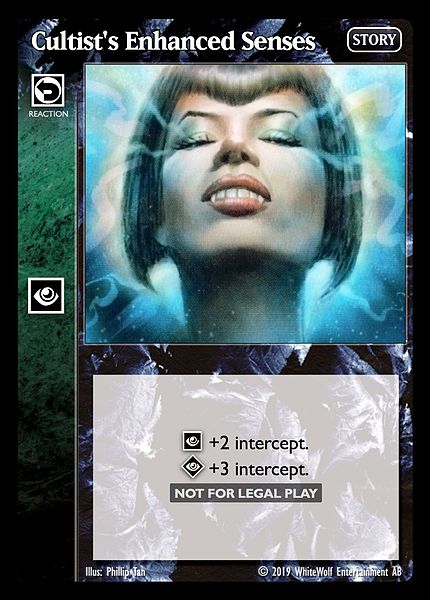 Cultist's Enhanced Senses
STORY
REACTION
+2 intercept.
+3 intercept.
NOT FOR LEGAL PLAY
Illus: Phillip Tan
© 2019 WhiteWolf Entertainment AB